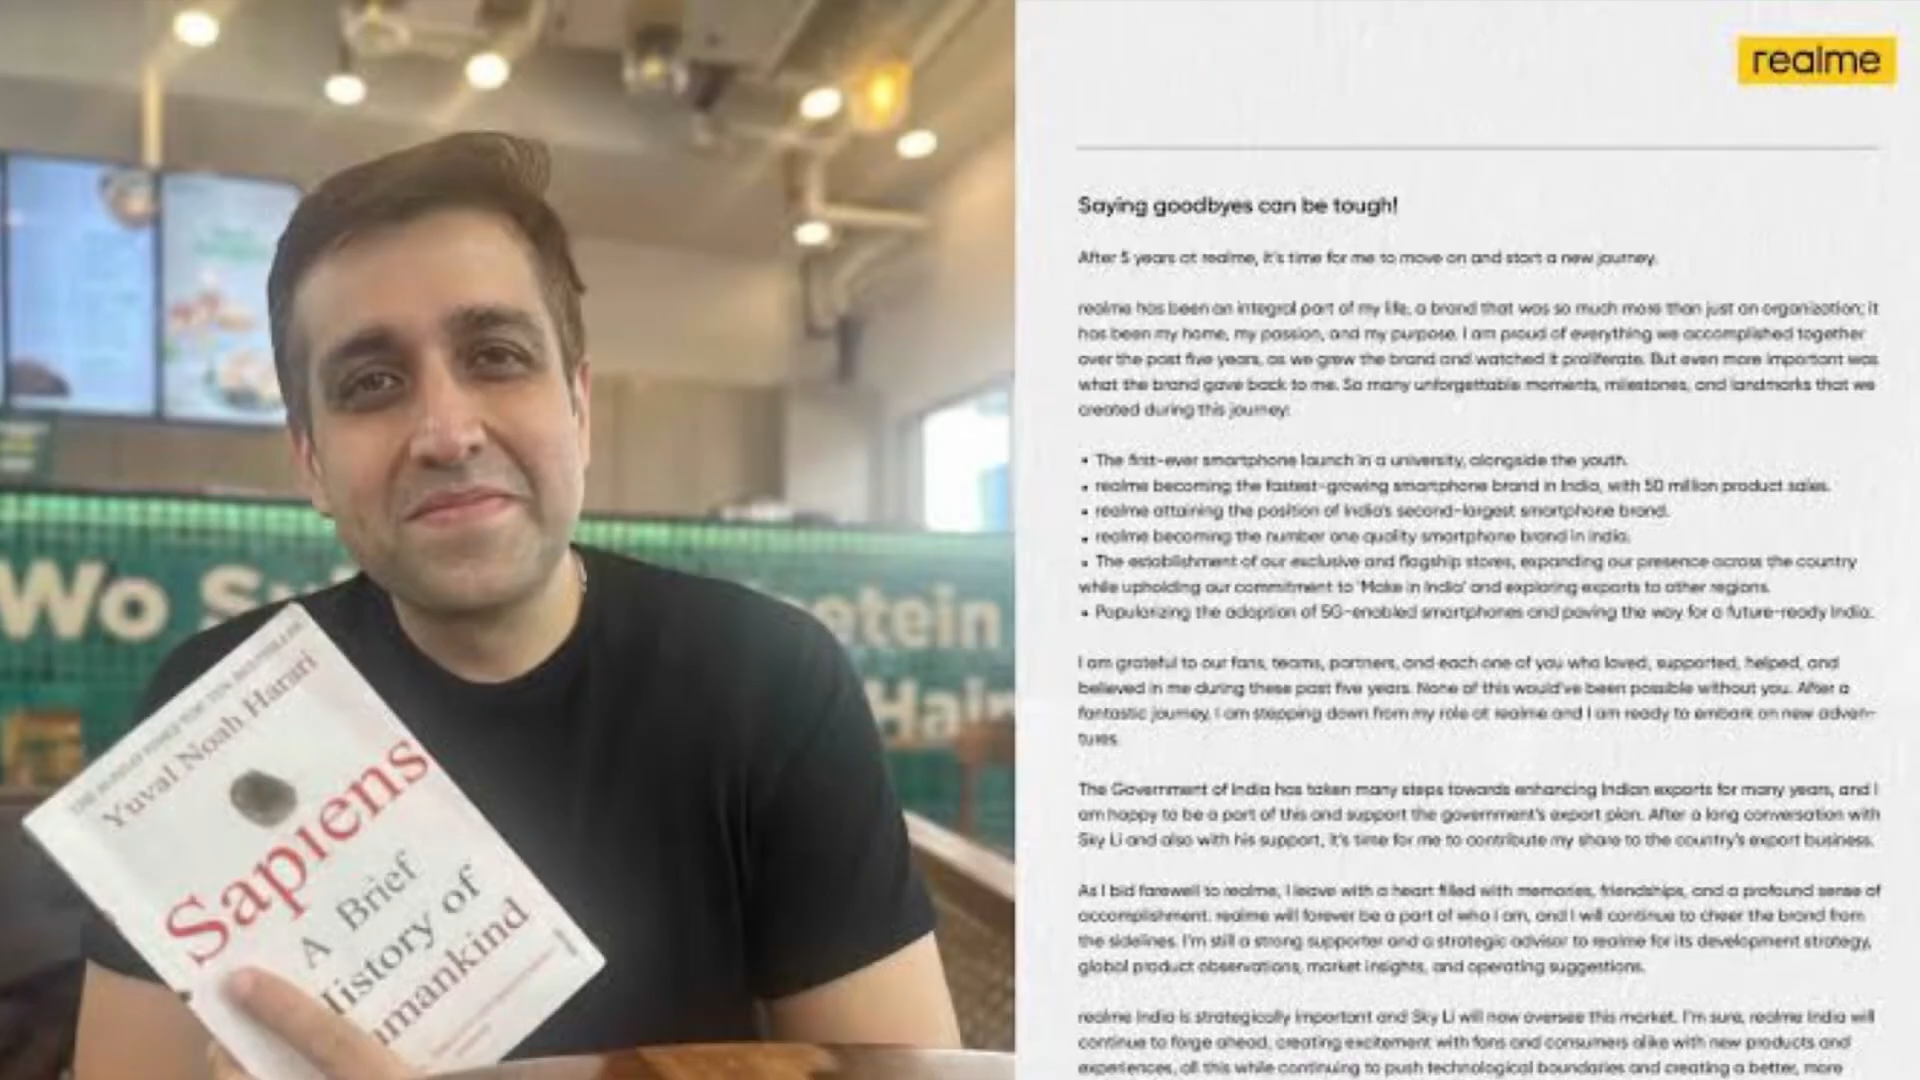 Wo
otein
Hair
Yuval Noah Harari
Sapiens
A Brief
History of
mankind
realme
Saying goodbyes can be tough!
After 5 years at realme, it's time for me to move on and start a new journey.
realme has been an integral part of my life, a brand that was so much more than just an organization; it
has been my home, my passion, and my purpose. I am proud of everything we accomplished together
over the past five years, as we grew the brand and watched it proliferate. But even more important was
what the brand gave back to me. So many unforgettable moments, milestones, and landmarks that we
created during this journey:
• The first-ever smartphone launch in a university, alongside the youth.
• realme becoming the fastest-growing smartphone brand in India, with 50 million product sales.
• realme attaining the position of India's second-largest smartphone brand.
• realme becoming the number one quality smartphone brand in India.
• The establishment of our exclusive and flagship stores, expanding our presence across the country
while upholding our commitment to 'Make in India' and exploring exports to other regions.
• Popularizing the adoption of 5G-enabled smartphones and paving the way for a future-ready India.
I am grateful to our fans, teams, partners, and each one of you who loved, supported, helped, and
believed in me during these past five years. None of this would've been possible without you. After a
fantastic journey, I am stepping down from my role at realme and I am ready to embark on new adven-
tures.
The Government of India has taken many steps towards enhancing Indian exports for many years, and I
am happy to be a part of this and support the government's export plan. After a long conversation with
Sky Li and also with his support, it's time for me to contribute my share to the country's export business.
As I bid farewell to realme, I leave with a heart filled with memories, friendships, and a profound sense of
accomplishment. realme will forever be a part of who I am, and I will continue to cheer the brand from
the sidelines. I'm still a strong supporter and a strategic advisor to realme for its development strategy,
global product observations, market insights, and operating suggestions.
realme India is strategically important and Sky Li will now oversee this market. I'm sure, realme India will
continue to forge ahead, creating excitement with fans and consumers alike with new products and
experiences, all this while continuing to push technological boundaries and creating a better, more